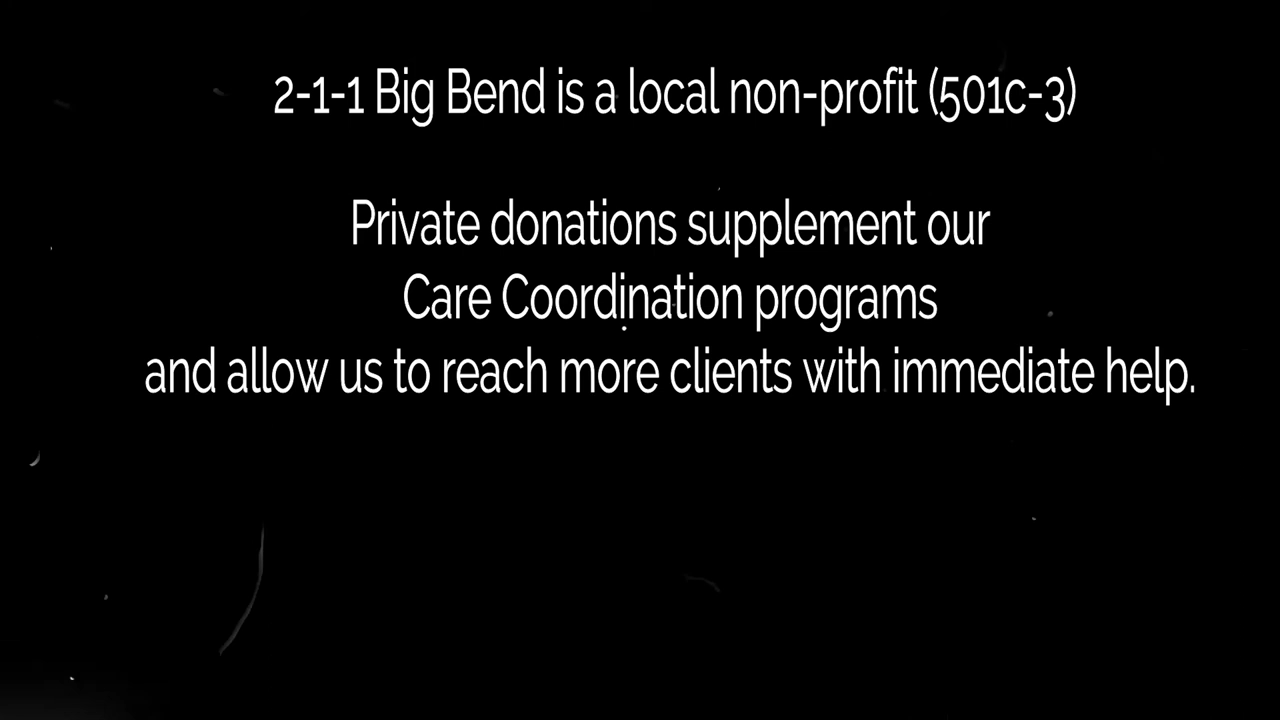 2-1-1 Big Bend is a local non-profit (501c-3)
Private donations supplement our
Care Coordination programs
and allow us to reach more clients with immediate help.